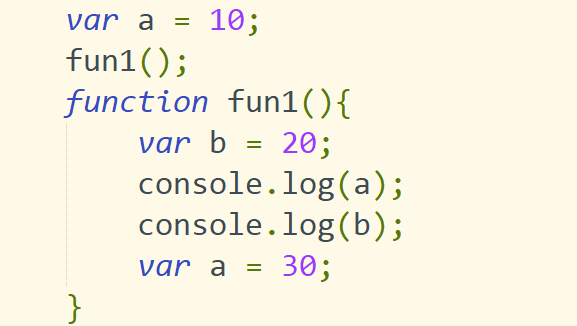 var a = 10;
fun1();
function fun1(){
    var b = 20;
    console.log(a);
    console.log(b);
    var a = 30;
}